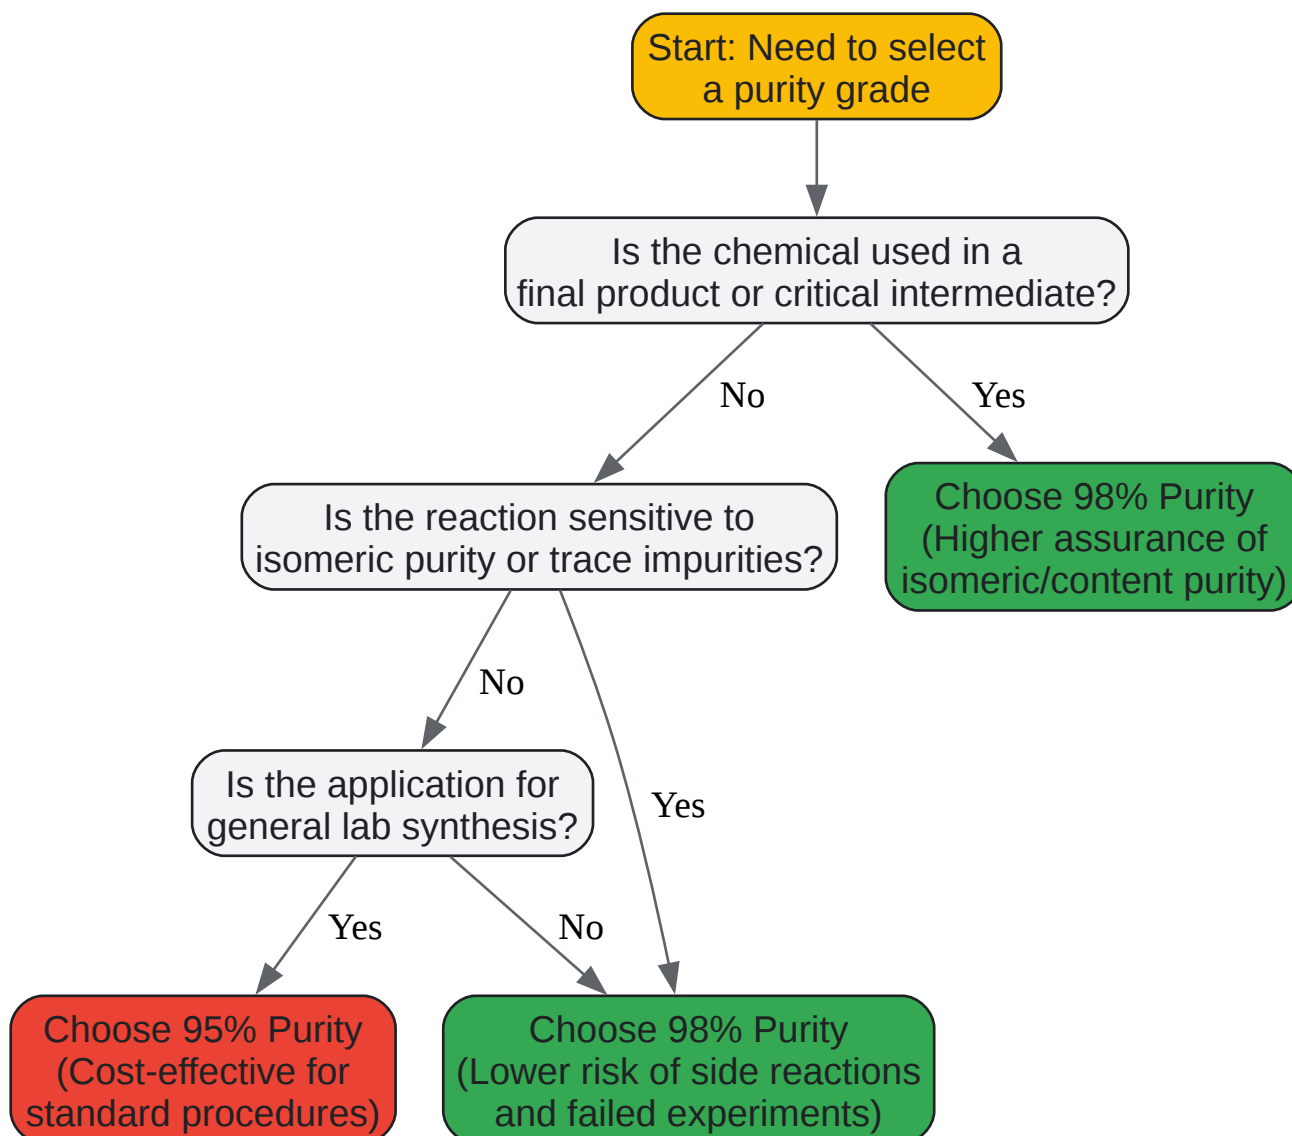 Start: Need to select
a purity grade
Is the chemical used in a
final product or critical intermediate?
No
Yes
Is the reaction sensitive to
isomeric purity or trace impurities?
Choose 98% Purity
(Higher assurance of
isomeric/content purity)
No
Is the application for
general lab synthesis?
Yes
Yes
No
Choose 95% Purity
(Cost-effective for
standard procedures)
Choose 98% Purity
(Lower risk of side reactions
and failed experiments)